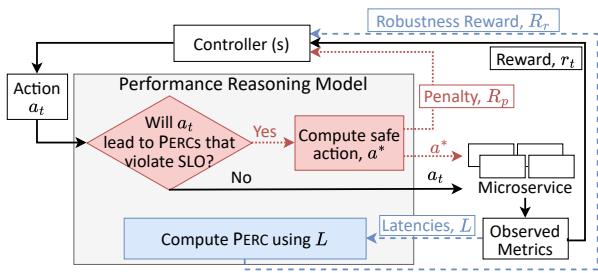 Robustness Reward, R_r
Controller (s)
Reward, r_t
Action
a_t
Performance Reasoning Model
Penalty, R_p
Will a_t
lead to PERCs that
violate SLO?
Yes
Compute safe
action, a*
a*
No
a_t
Microservice
Compute PERC using L
Latencies, L
Observed
Metrics